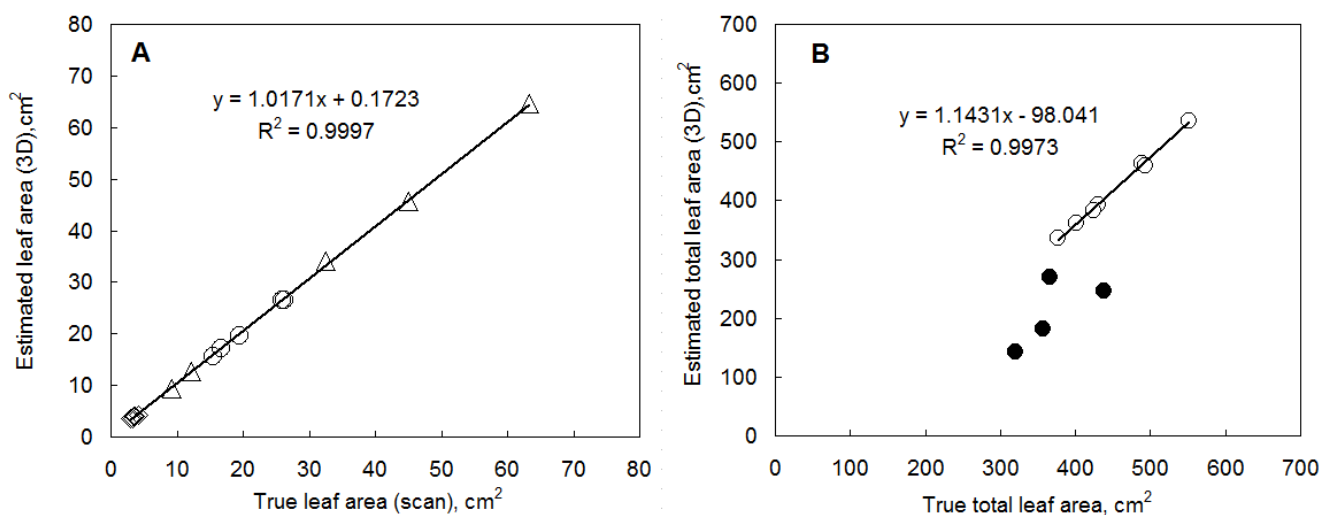 A
y = 1.0171x + 0.1723
R² = 0.9997
Estimated leaf area (3D),cm²
80
70
60
50
40
30
20
10
0
0 10 20 30 40 50 60 70 80
True leaf area (scan), cm²
B
y = 1.1431x - 98.041
R² = 0.9973
Estimated total leaf area (3D),cm²
700
600
500
400
300
200
100
0
0 100 200 300 400 500 600 700
True total leaf area, cm²